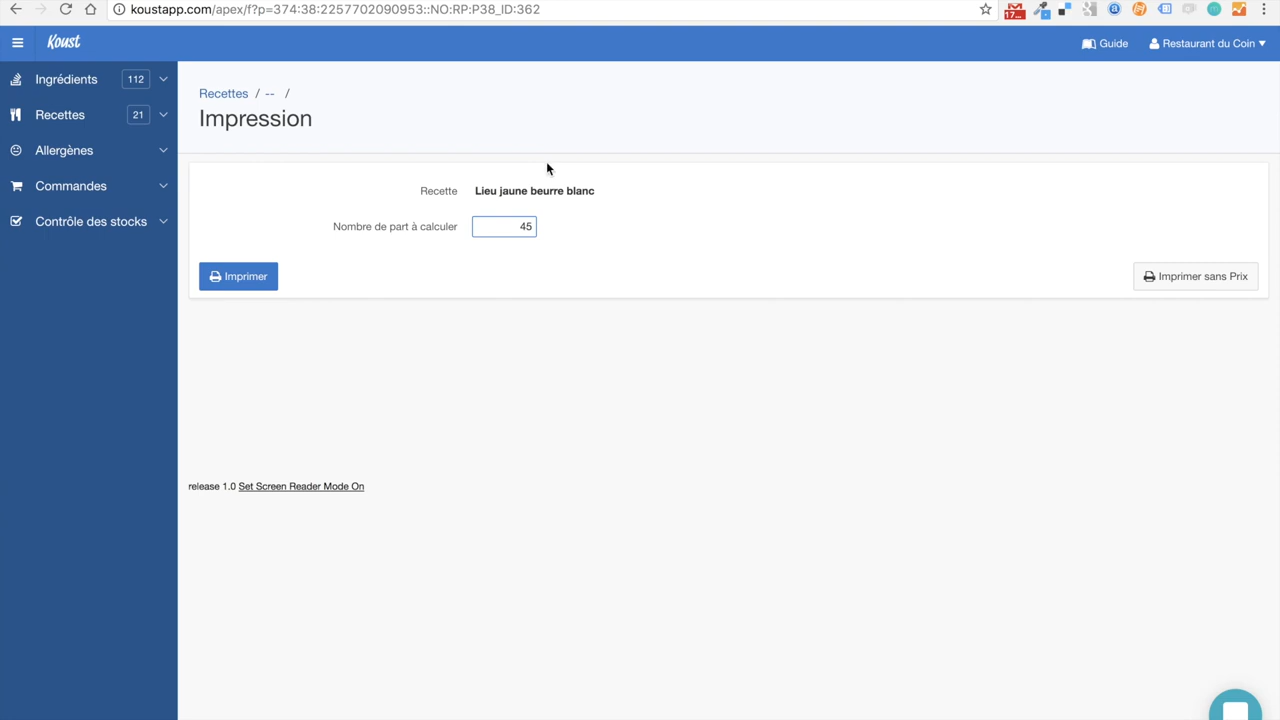 koustapp.com/apex/f?p=374:38:2257702090953::NO:RP:P38_ID:362
17...
Koust
Guide
Restaurant du Coin
Ingrédients 112
Recettes 21
Allergènes
Commandes
Contrôle des stocks
Recettes / -- /
Impression
Recette Lieu jaune beurre blanc
Nombre de part à calculer 45
Imprimer
Imprimer sans Prix
release 1.0 Set Screen Reader Mode On